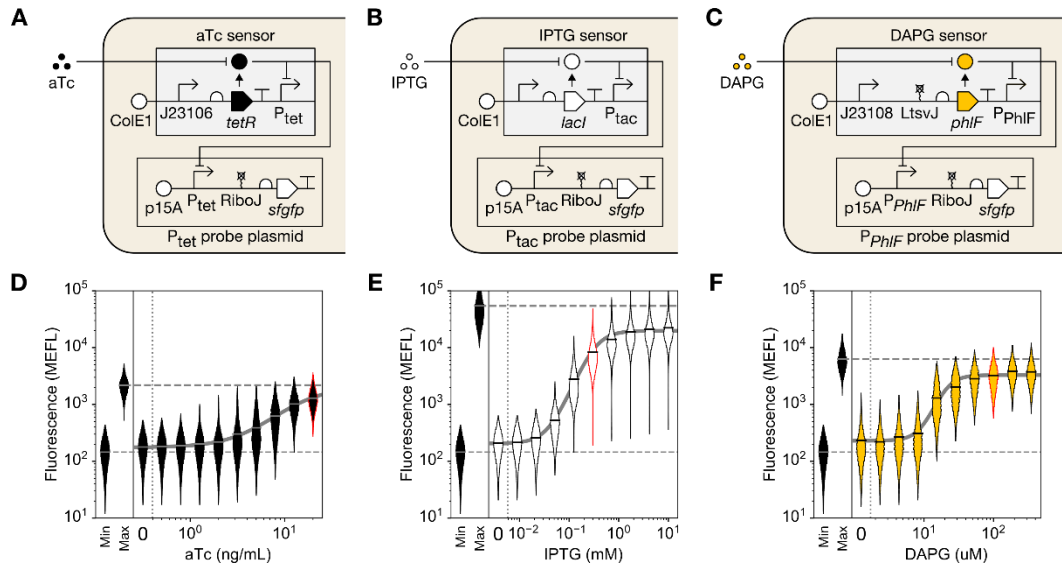 A
aTc sensor
aTc
ColE1
J23106
tetR
Ptet
p15A
Ptet
RiboJ
sfgfp
Ptet probe plasmid
B
IPTG sensor
IPTG
ColE1
lacI
Ptac
p15A
Ptac
RiboJ
sfgfp
Ptac probe plasmid
C
DAPG sensor
DAPG
ColE1
J23108
LtsvJ
phlF
PPhlF
p15A
PPhlF
RiboJ
sfgfp
PPhlF probe plasmid
D
Fluorescence (MEFL)
10^5
10^4
10^3
10^2
10^1
Min
Max
0
10^0
10^1
aTc (ng/mL)
E
Fluorescence (MEFL)
10^5
10^4
10^3
10^2
10^1
Min
Max
0
10^−2
10^−1
10^0
10^1
IPTG (mM)
F
Fluorescence (MEFL)
10^5
10^4
10^3
10^2
10^1
Min
Max
0
10^1
10^2
DAPG (uM)